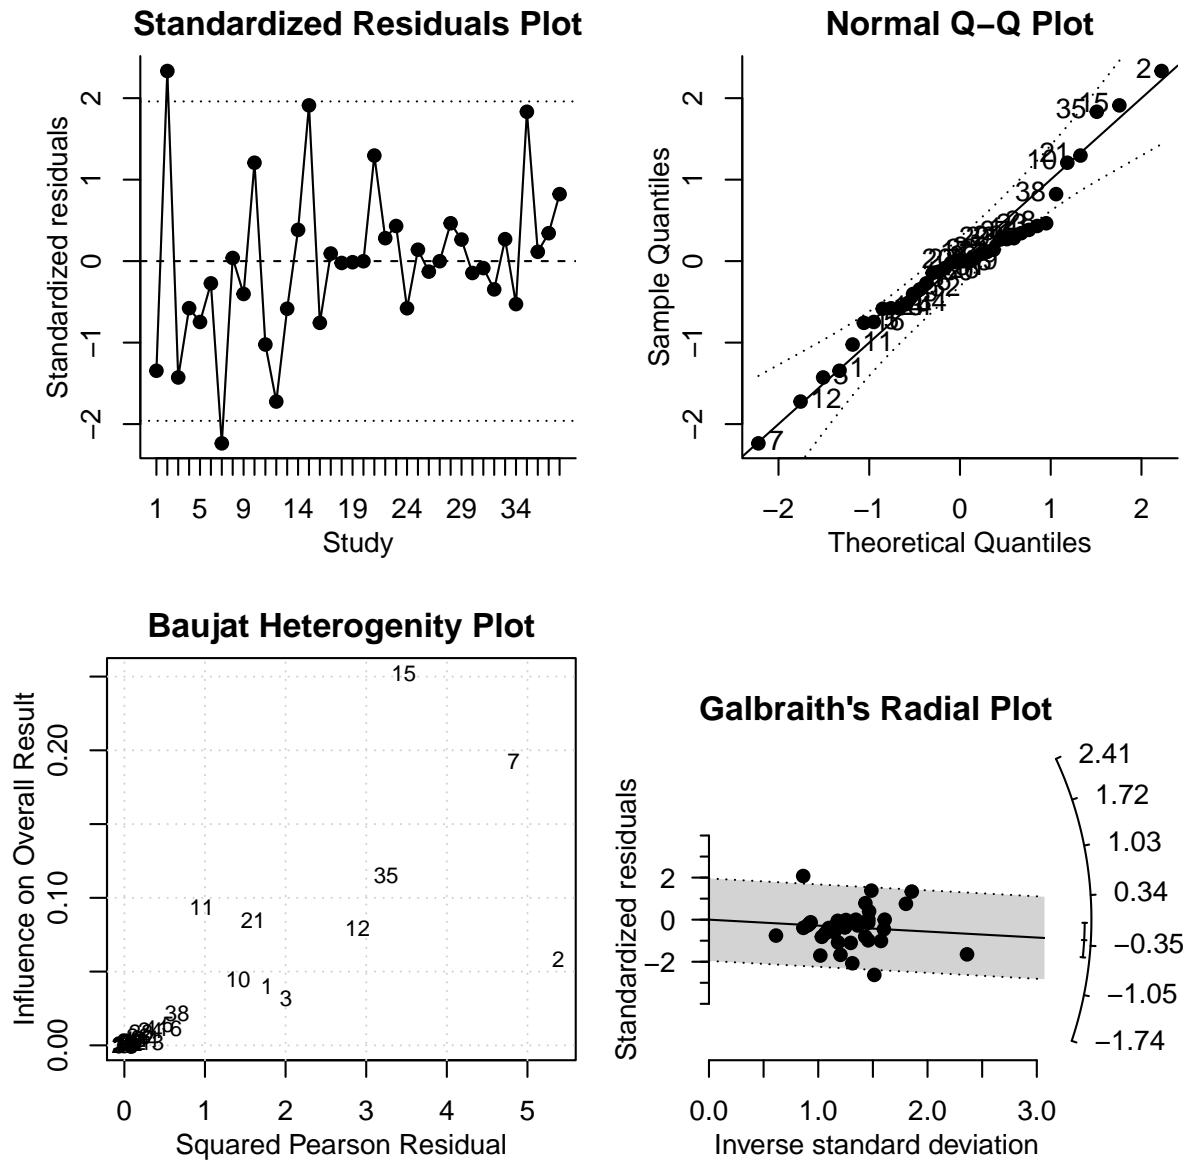 Standardized Residuals Plot
Standardized residuals
2
1
0
−1
−2
1 5 9 14 19 24 29 34
Study
Normal Q−Q Plot
Sample Quantiles
2
1
0
−1
−2
2
15
35
21
10
38
11
1
3
12
7
−2 −1 0 1 2
Theoretical Quantiles
Baujat Heterogenity Plot
Influence on Overall Result
0.20
0.10
0.00
15
7
35
11
21
12
2
10
1
3
38
16
0 1 2 3 4 5
Squared Pearson Residual
Galbraith's Radial Plot
Standardized residuals
2
0
−2
2.41
1.72
1.03
0.34
−0.35
−1.05
−1.74
0.0 1.0 2.0 3.0
Inverse standard deviation